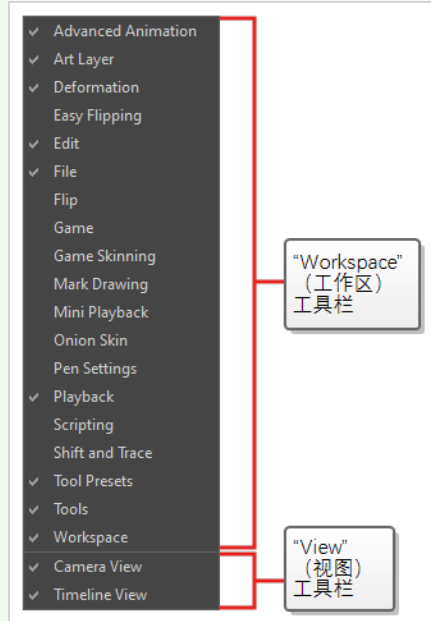 Advanced Animation
Art Layer
Deformation
Easy Flipping
Edit
File
Flip
Game
Game Skinning
Mark Drawing
Mini Playback
Onion Skin
Pen Settings
Playback
Scripting
Shift and Trace
Tool Presets
Tools
Workspace
Camera View
Timeline View
“Workspace”
（工作区）
工具栏
“View”
（视图）
工具栏